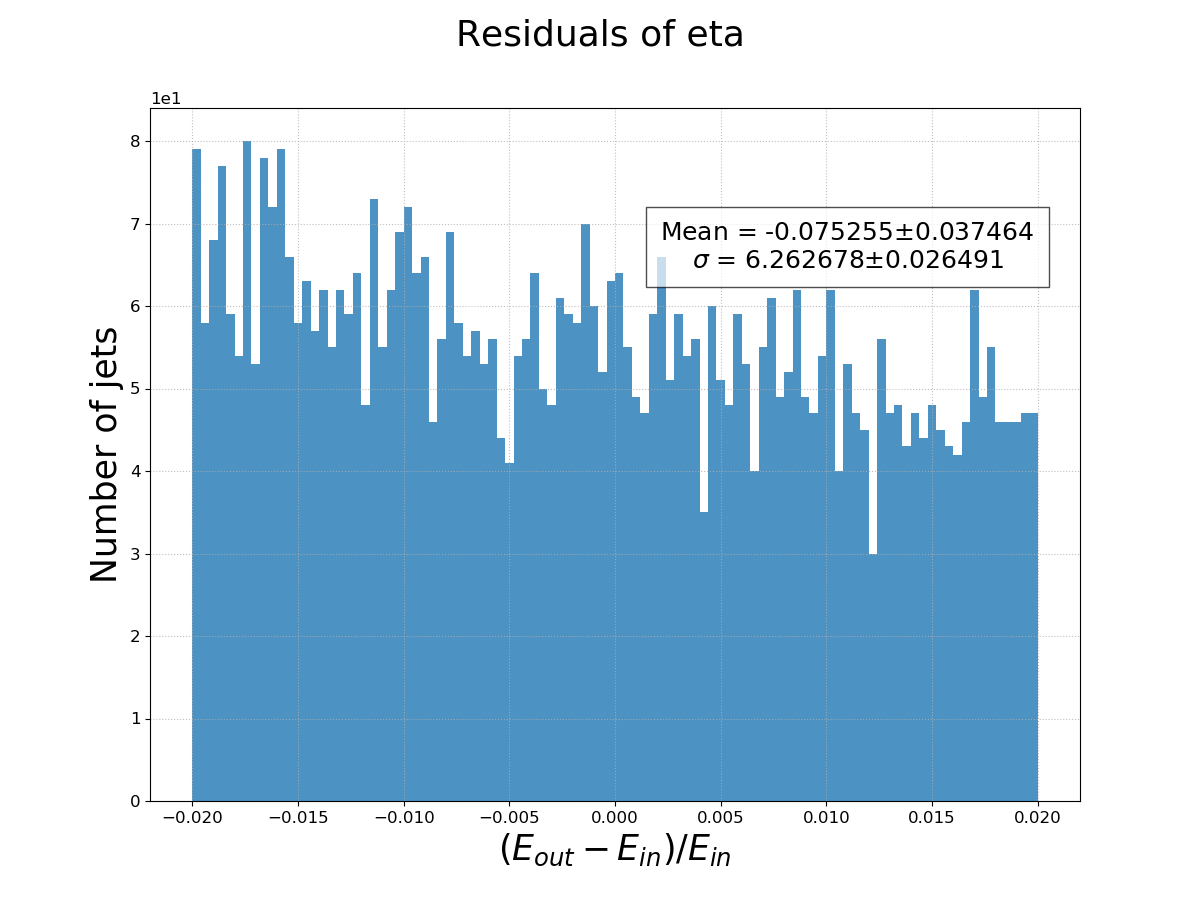 Residuals of eta
1e1
8
7
6
5
4
3
2
1
0
Number of jets
Mean = -0.075255±0.037464
σ = 6.262678±0.026491
−0.020 −0.015 −0.010 −0.005 0.000 0.005 0.010 0.015 0.020
(E_out − E_in)/E_in